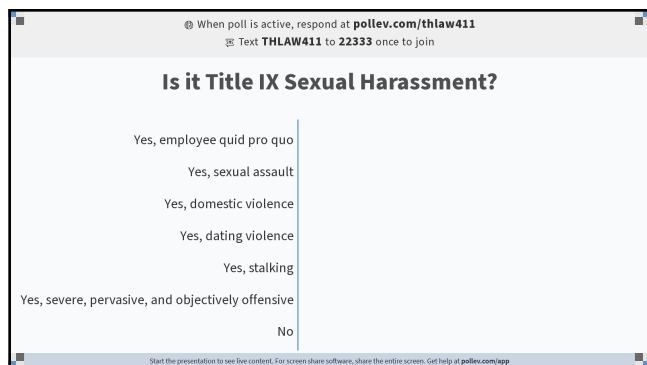 When poll is active, respond at pollev.com/thlaw411
Text THLAW411 to 22333 once to join
Is it Title IX Sexual Harassment?
Yes, employee quid pro quo
Yes, sexual assault
Yes, domestic violence
Yes, dating violence
Yes, stalking
Yes, severe, pervasive, and objectively offensive
No
Start the presentation to see live content. For screen share software, share the entire screen. Get help at pollev.com/app